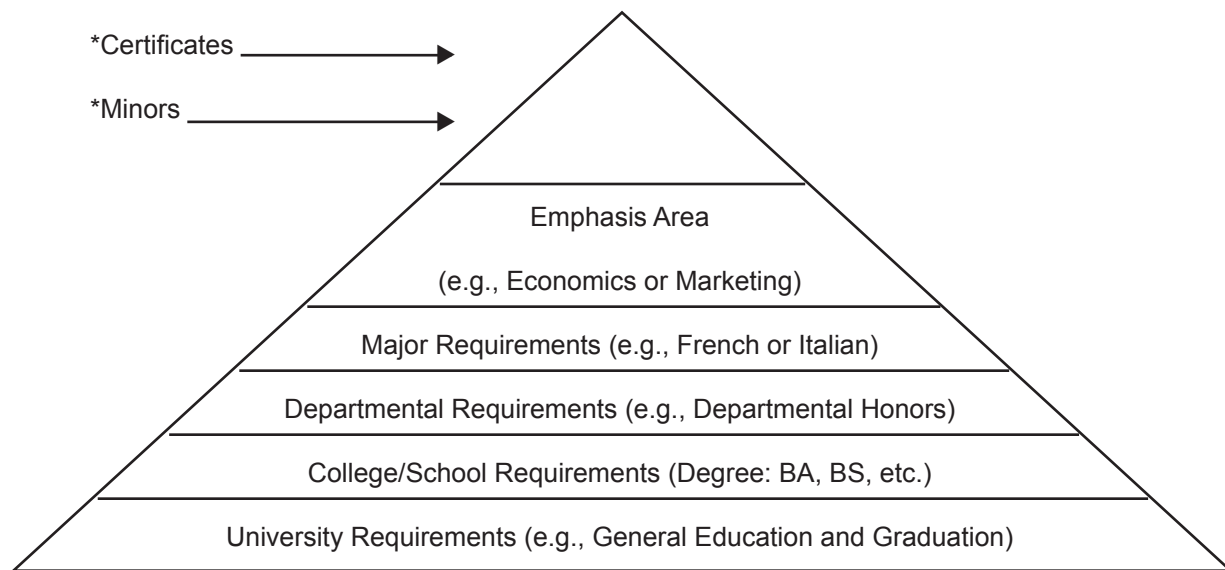 *Certificates
*Minors
Emphasis Area
(e.g., Economics or Marketing)
Major Requirements (e.g., French or Italian)
Departmental Requirements (e.g., Departmental Honors)
College/School Requirements (Degree: BA, BS, etc.)
University Requirements (e.g., General Education and Graduation)